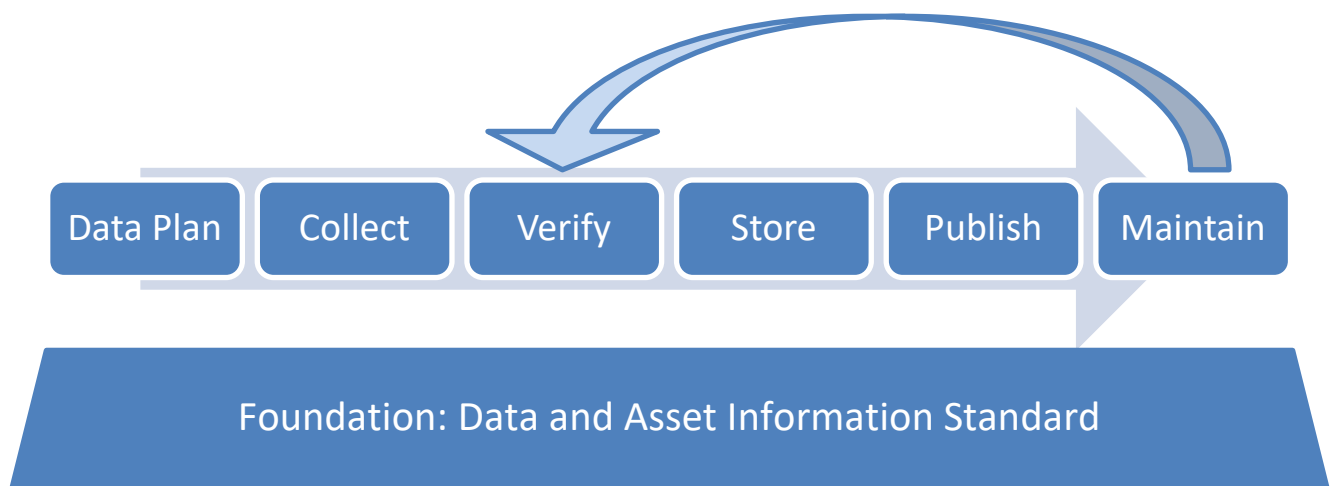 Data Plan
Collect
Verify
Store
Publish
Maintain
Foundation: Data and Asset Information Standard